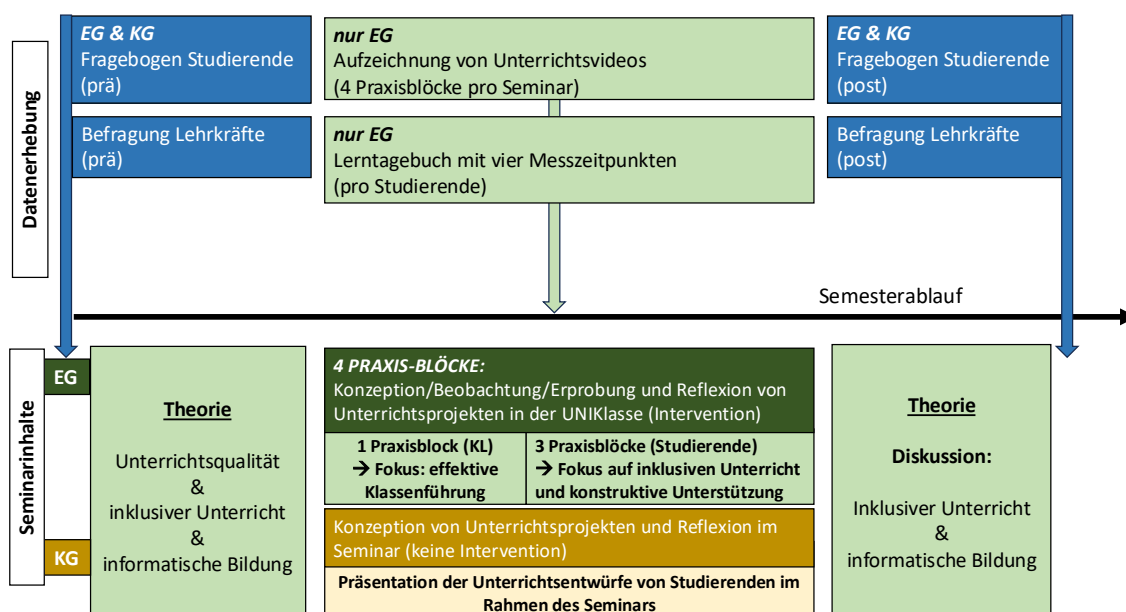 Datenerhebung
EG & KG
Fragebogen Studierende
(prä)
Befragung Lehrkräfte
(prä)
nur EG
Aufzeichnung von Unterrichtsvideos
(4 Praxisblöcke pro Seminar)
nur EG
Lerntagebuch mit vier Messzeitpunkten
(pro Studierende)
EG & KG
Fragebogen Studierende
(post)
Befragung Lehrkräfte
(post)
Semesterablauf
Seminarinhalte
EG
KG
Theorie
Unterrichtsqualität
&
inklusiver Unterricht
&
informatische Bildung
4 PRAXIS-BLÖCKE:
Konzeption/Beobachtung/Erprobung und Reflexion von
Unterrichtsprojekten in der UNIKlasse (Intervention)
1 Praxisblock (KL)
→ Fokus: effektive
Klassenführung
3 Praxisblöcke (Studierende)
→ Fokus auf inklusiven Unterricht
und konstruktive Unterstützung
Konzeption von Unterrichtsprojekten und Reflexion im
Seminar (keine Intervention)
Präsentation der Unterrichtsentwürfe von Studierenden im
Rahmen des Seminars
Theorie
Diskussion:
Inklusiver Unterricht
&
informatische Bildung